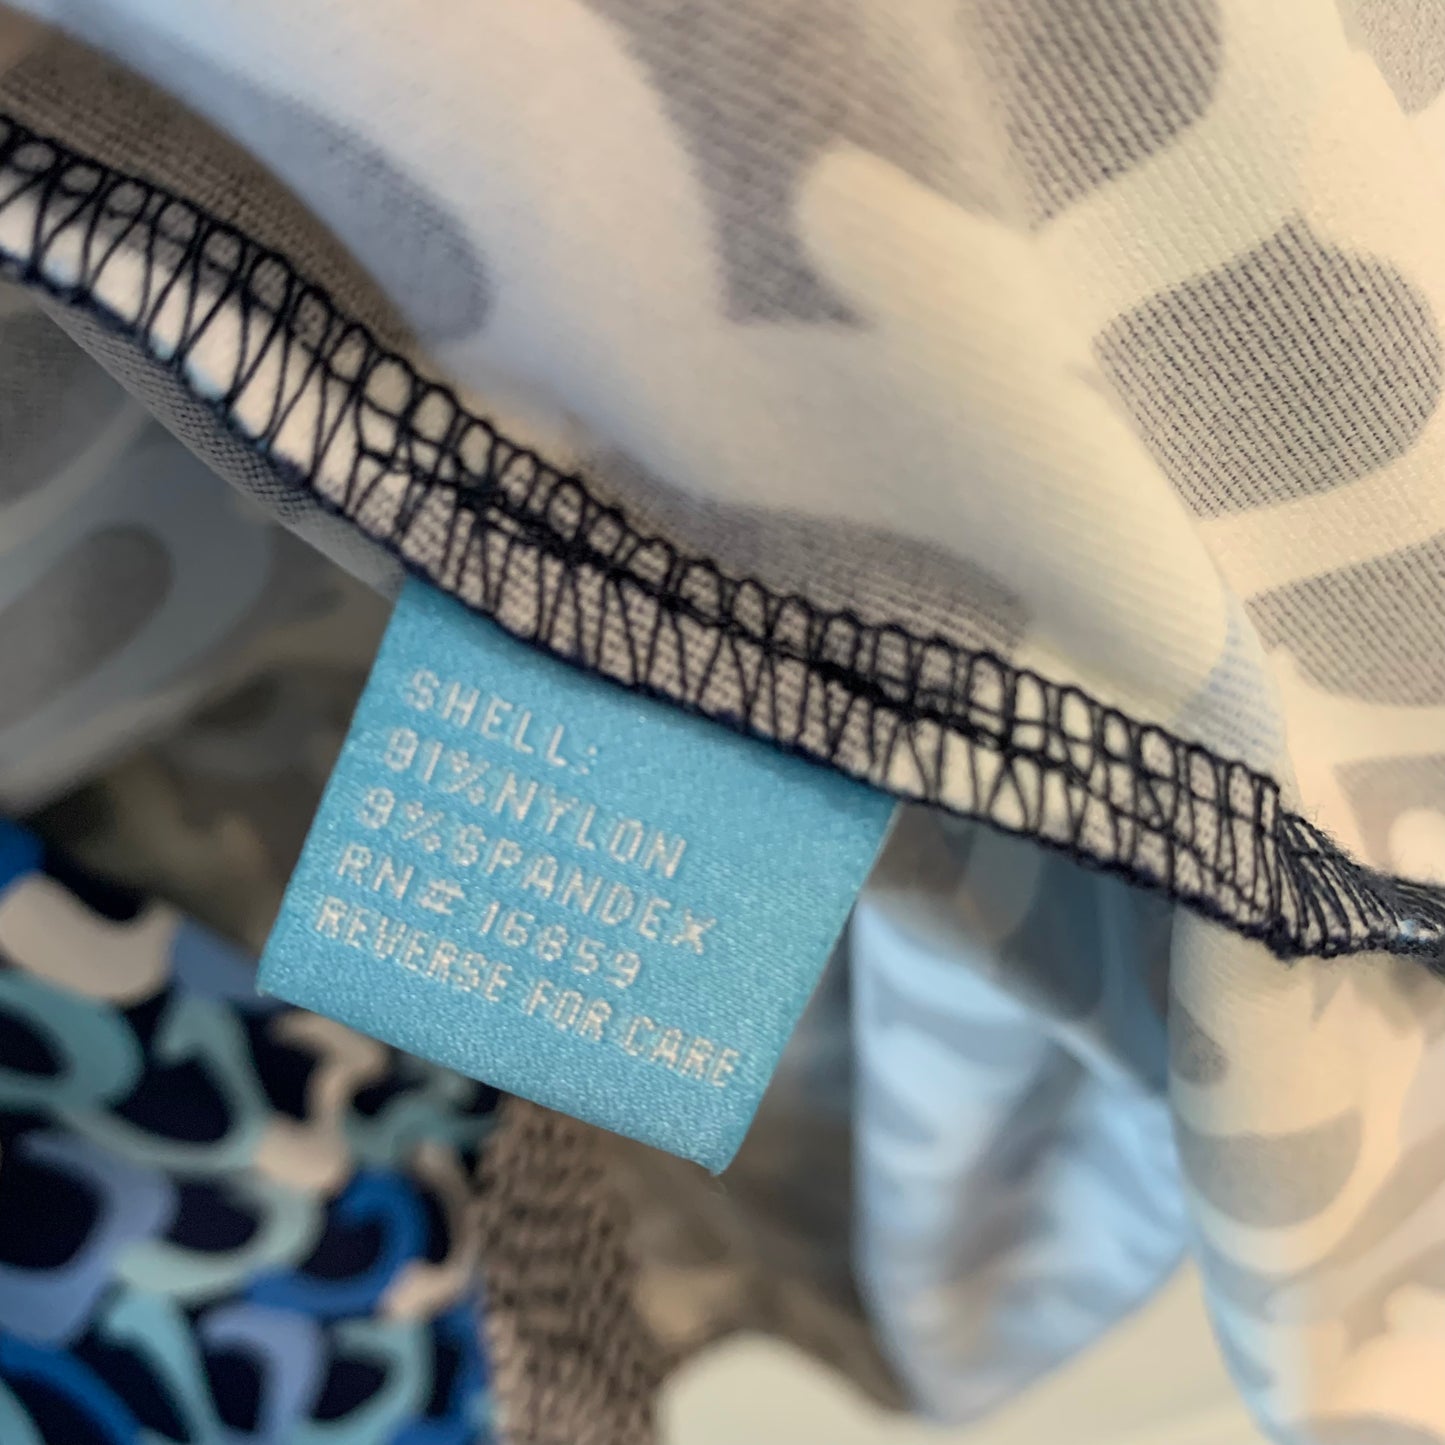 SHELL:
91%NYLON
9%SPANDEX
RN# 16859
REVERSE FOR CARE